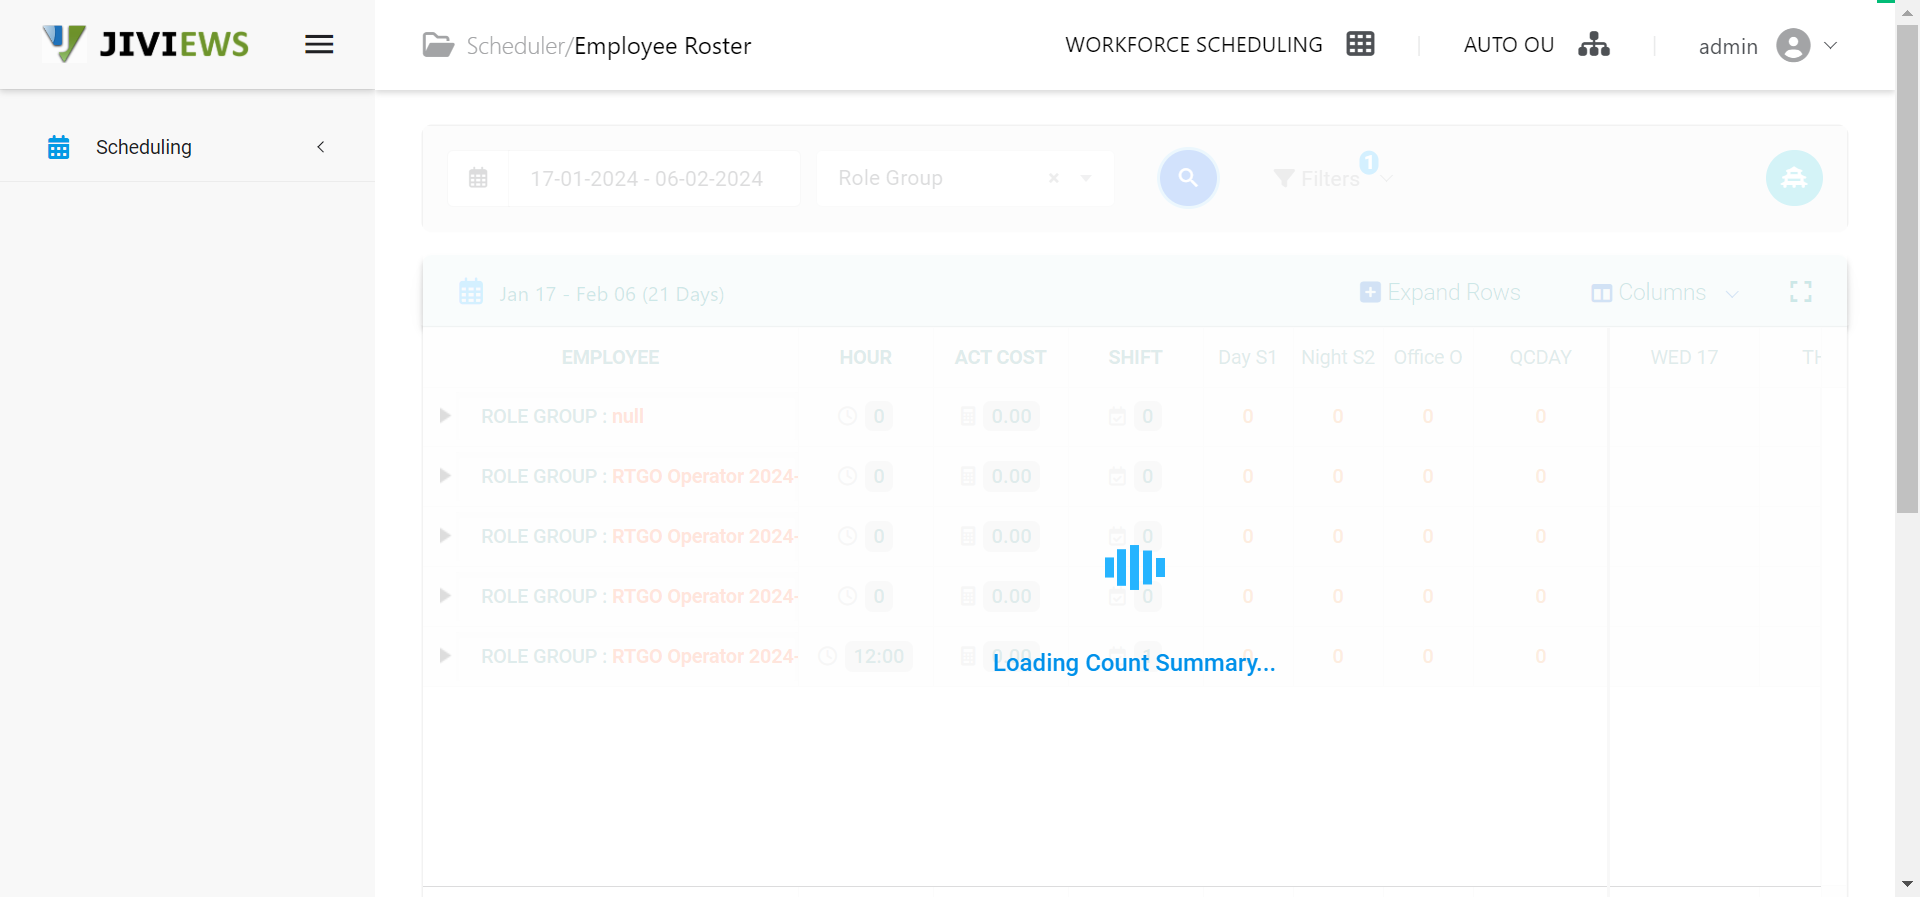 JIVIEWS
Scheduler/Employee Roster
WORKFORCE SCHEDULING
AUTO OU
admin
Scheduling
17-01-2024 - 06-02-2024
Role Group
×
Filters
1
Jan 17 - Feb 06 (21 Days)
Expand Rows
Columns
EMPLOYEE HOUR ACT COST SHIFT Day S1 Night S2 Office O QCDAY WED 17 TH
ROLE GROUP : null 0 0.00 0 0 0 0 0
ROLE GROUP : RTGO Operator 2024- 0 0.00 0 0 0 0 0
ROLE GROUP : RTGO Operator 2024- 0 0.00 0 0 0 0 0
ROLE GROUP : RTGO Operator 2024- 0 0.00 0 0 0 0 0
ROLE GROUP : RTGO Operator 2024- 12:00 0.00 1 0 0 0 0
Loading Count Summary...